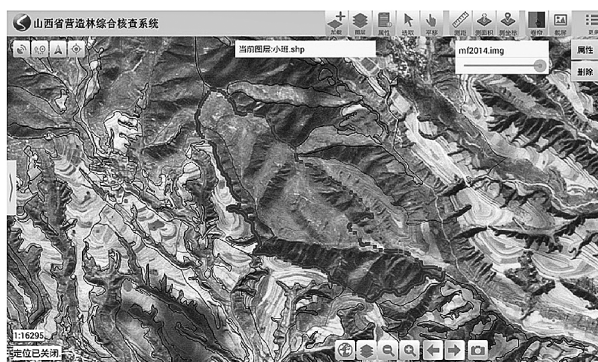 山西省营造林综合核查系统
加载 图层 属性 选取 平移 测距 测面积 测坐标 卷帘 截屏 更多
当前图层:小班.shp
mf2014.img
属性
删除
1:16295
定位已关闭